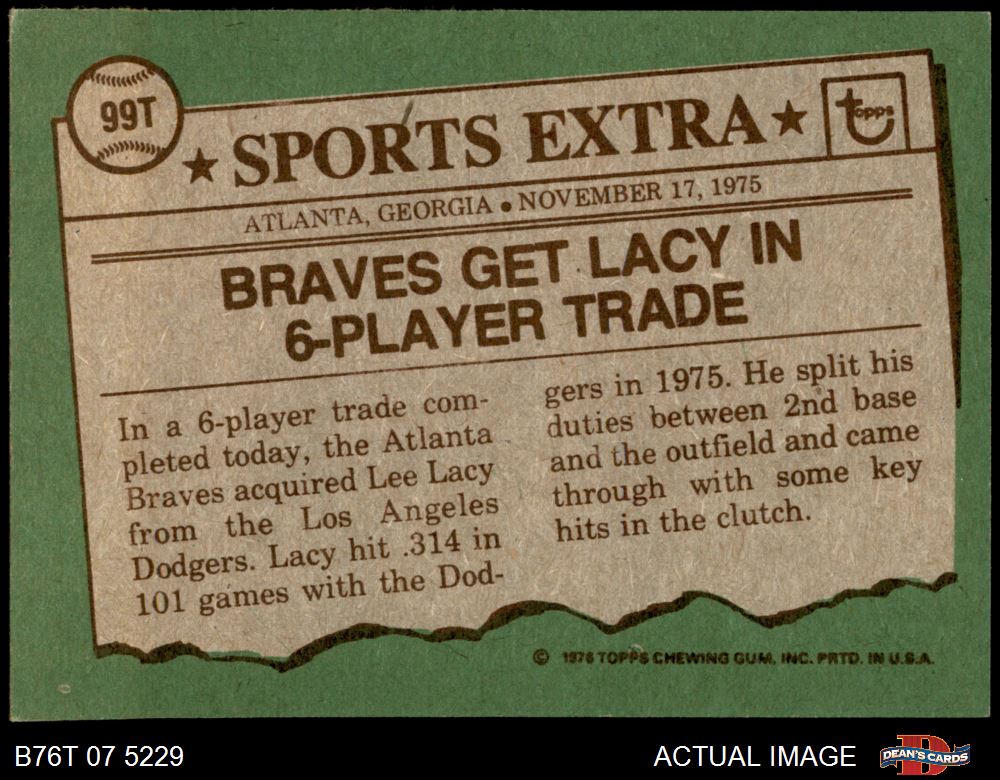 99T
★ SPORTS EXTRA ★
topps
ATLANTA, GEORGIA ● NOVEMBER 17, 1975
BRAVES GET LACY IN
6-PLAYER TRADE
In a 6-player trade com-
pleted today, the Atlanta
Braves acquired Lee Lacy
from the Los Angeles
Dodgers. Lacy hit .314 in
101 games with the Dod-
gers in 1975. He split his
duties between 2nd base
and the outfield and came
through with some key
hits in the clutch.
© 1976 TOPPS CHEWING GUM, INC. PRTD. IN U.S.A.
B76T 07 5229
ACTUAL IMAGE
D
DEAN'S CARDS